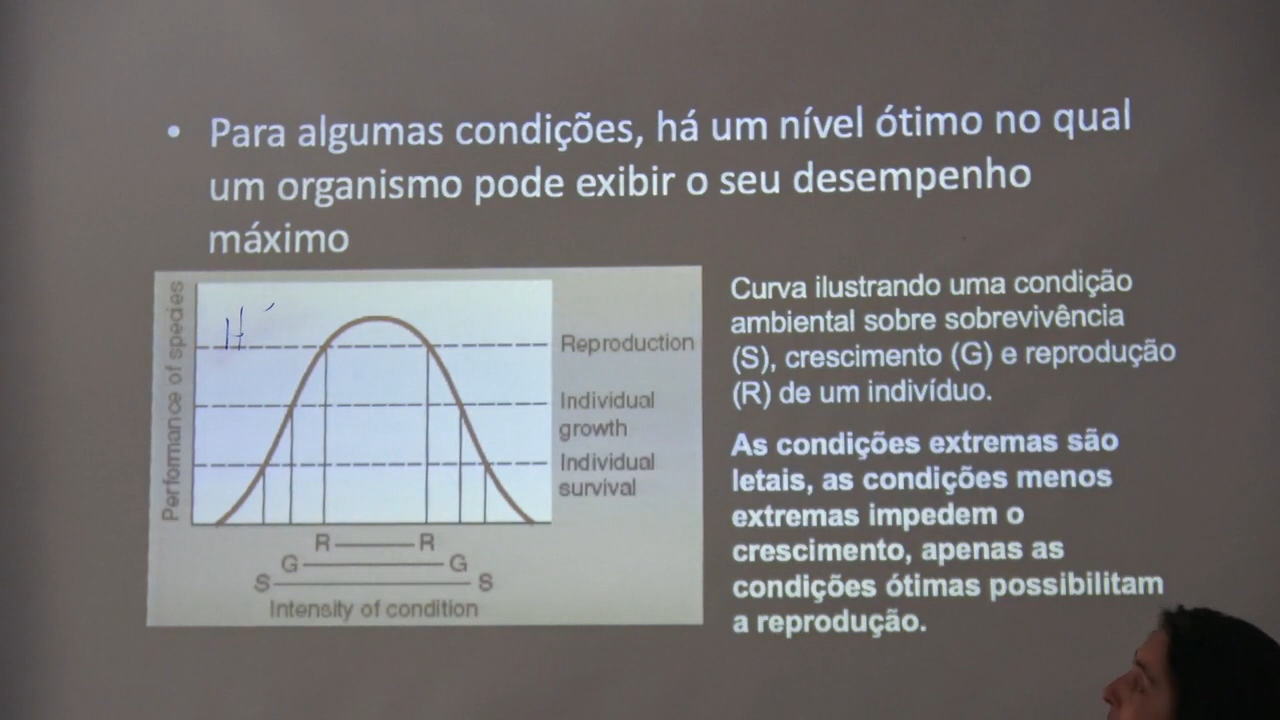 • Para algumas condições, há um nível ótimo no qual
um organismo pode exibir o seu desempenho
máximo
Performance of species
H
Reproduction
Individual
growth
Individual
survival
R R
G G
S S
Intensity of condition
Curva ilustrando uma condição
ambiental sobre sobrevivência
(S), crescimento (G) e reprodução
(R) de um indivíduo.
As condições extremas são
letais, as condições menos
extremas impedem o
crescimento, apenas as
condições ótimas possibilitam
a reprodução.